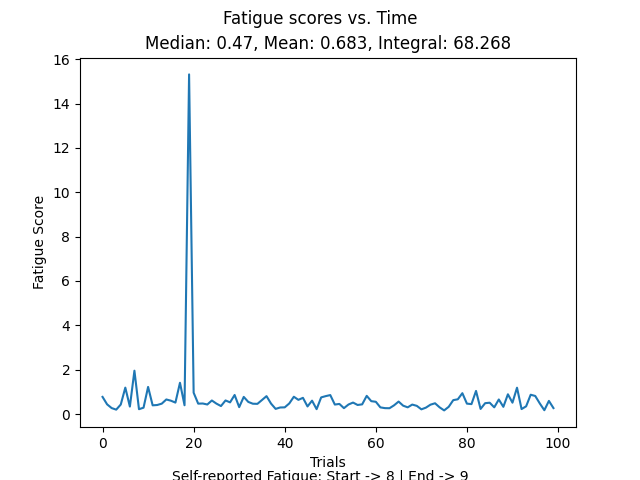 Fatigue scores vs. Time
Median: 0.47, Mean: 0.683, Integral: 68.268
16
14
12
10
8
6
4
2
0
Fatigue Score
0 20 40 60 80 100
Trials
Self-reported Fatigue: Start -> 8 | End -> 9